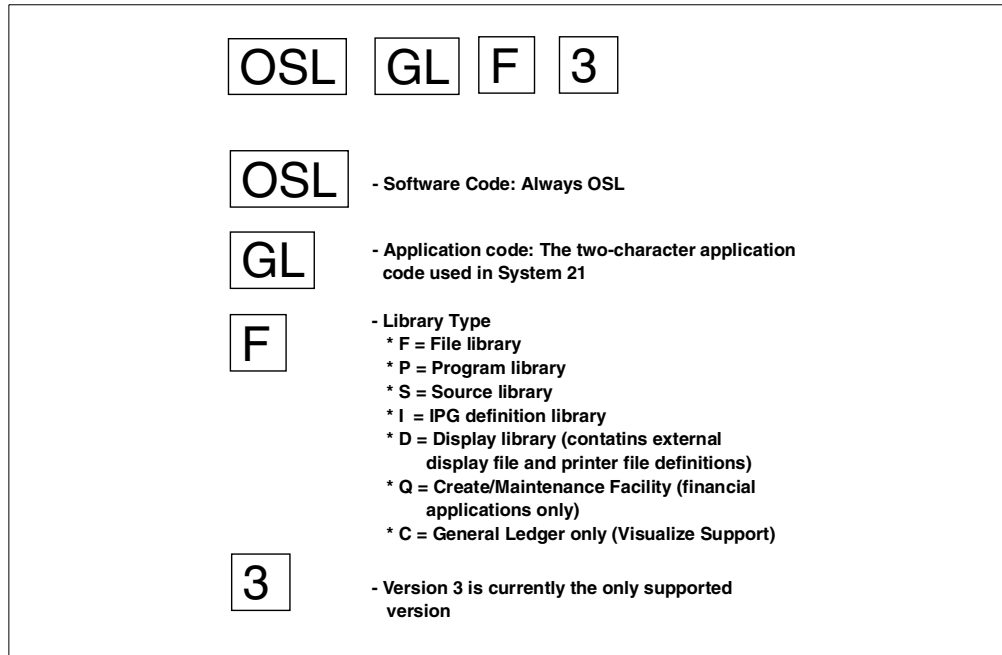 OSL GL F 3
OSL
- Software Code: Always OSL
GL
- Application code: The two-character application
code used in System 21
F
- Library Type
* F = File library
* P = Program library
* S = Source library
* I = IPG definition library
* D = Display library (contatins external
display file and printer file definitions)
* Q = Create/Maintenance Facility (financial
applications only)
* C = General Ledger only (Visualize Support)
3
- Version 3 is currently the only supported
version